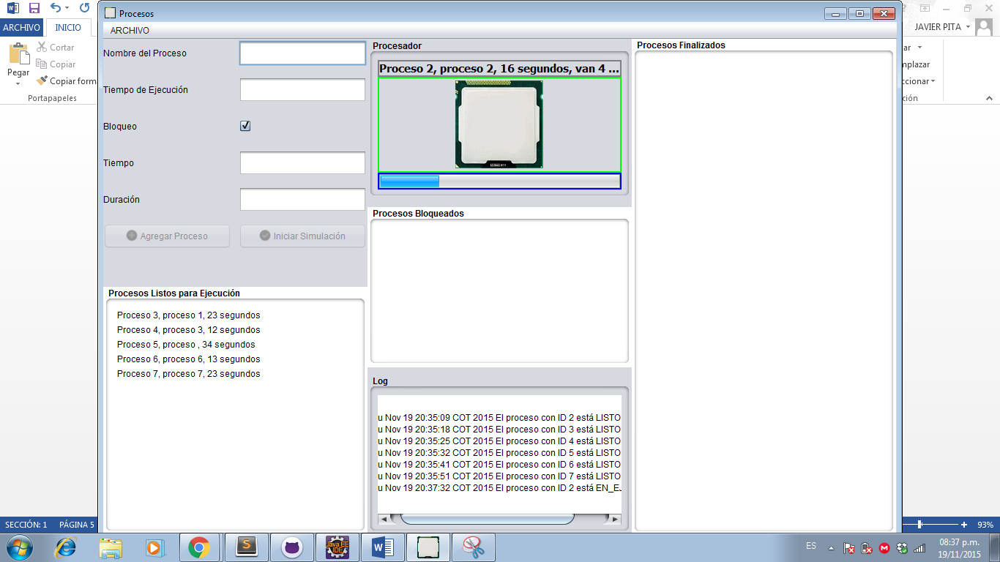 Procesos
ARCHIVO
INICIO
JAVIER PITA
ARCHIVO
Cortar
Copiar
Copiar form
Pegar
Portapapeles
ar
nplazar
ccionar
ción
Nombre del Proceso
Tiempo de Ejecución
Bloqueo
Tiempo
Duración
Agregar Proceso
Iniciar Simulación
Procesos Listos para Ejecución
Proceso 3, proceso 1, 23 segundos
Proceso 4, proceso 3, 12 segundos
Proceso 5, proceso , 34 segundos
Proceso 6, proceso 6, 13 segundos
Proceso 7, proceso 7, 23 segundos
Procesador
Proceso 2, proceso 2, 16 segundos, van 4 ...
Procesos Bloqueados
Log
u Nov 19 20:35:09 COT 2015 El proceso con ID 2 está LISTO
u Nov 19 20:35:18 COT 2015 El proceso con ID 3 está LISTO
u Nov 19 20:35:25 COT 2015 El proceso con ID 4 está LISTO
u Nov 19 20:35:32 COT 2015 El proceso con ID 5 está LISTO
u Nov 19 20:35:41 COT 2015 El proceso con ID 6 está LISTO
u Nov 19 20:35:51 COT 2015 El proceso con ID 7 está LISTO
u Nov 19 20:37:32 COT 2015 El proceso con ID 2 está EN_EJ
Procesos Finalizados
SECCIÓN: 1 PÁGINA 5
93%
Java EE
IDE
ES
08:37 p.m.
19/11/2015